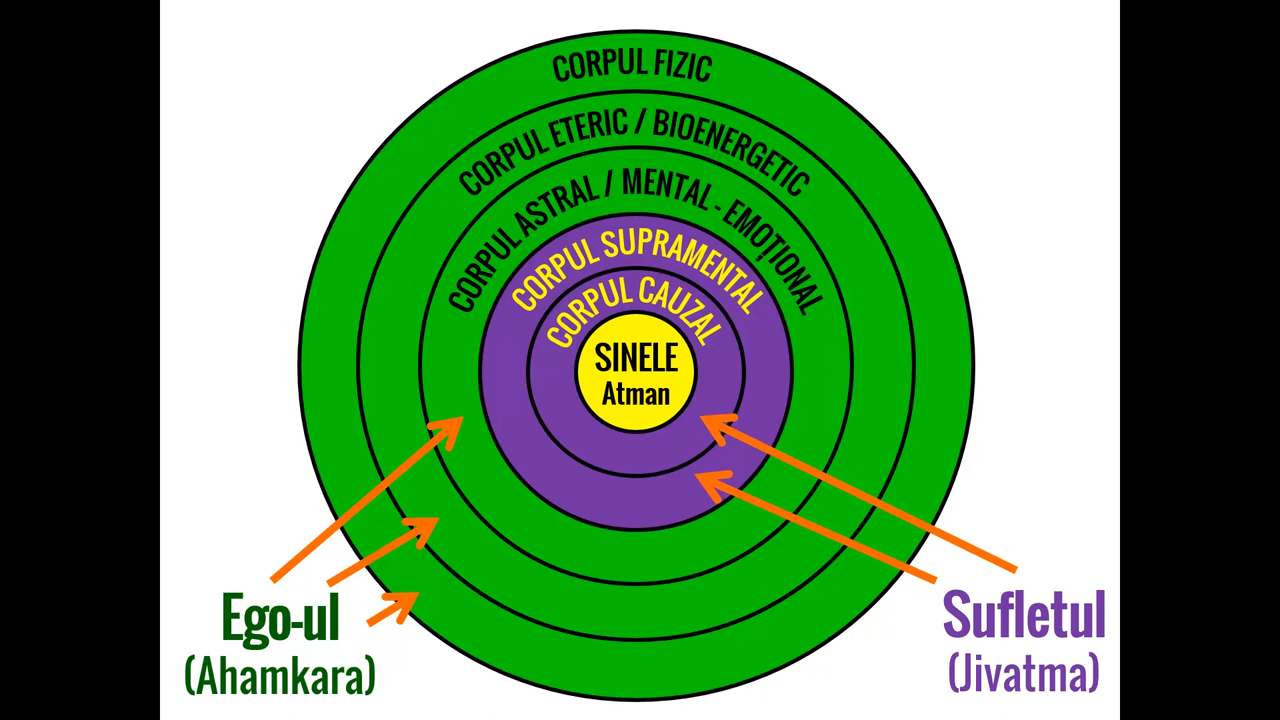 CORPUL FIZIC
CORPUL ETERIC / BIOENERGETIC
CORPUL ASTRAL / MENTAL - EMOȚIONAL
CORPUL SUPRAMENTAL
CORPUL CAUZAL
SINELE
Atman
Ego-ul
(Ahamkara)
Sufletul
(Jivatma)